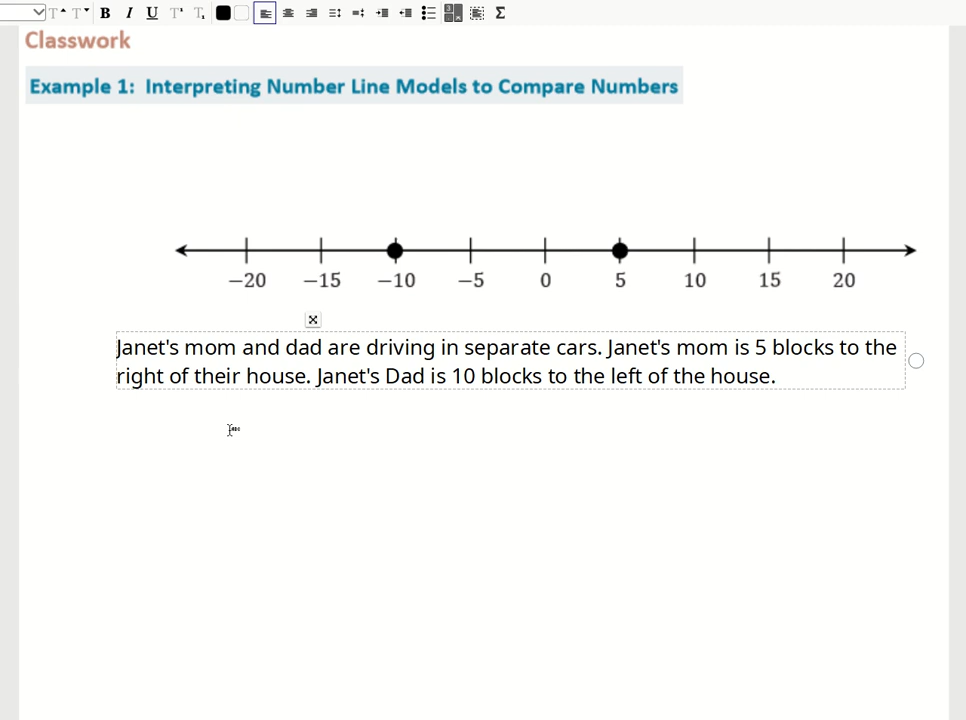 B I U T¹ T₁ Σ
Classwork
Example 1: Interpreting Number Line Models to Compare Numbers
−20 −15 −10 −5 0 5 10 15 20
Janet's mom and dad are driving in separate cars. Janet's mom is 5 blocks to the
right of their house. Janet's Dad is 10 blocks to the left of the house.